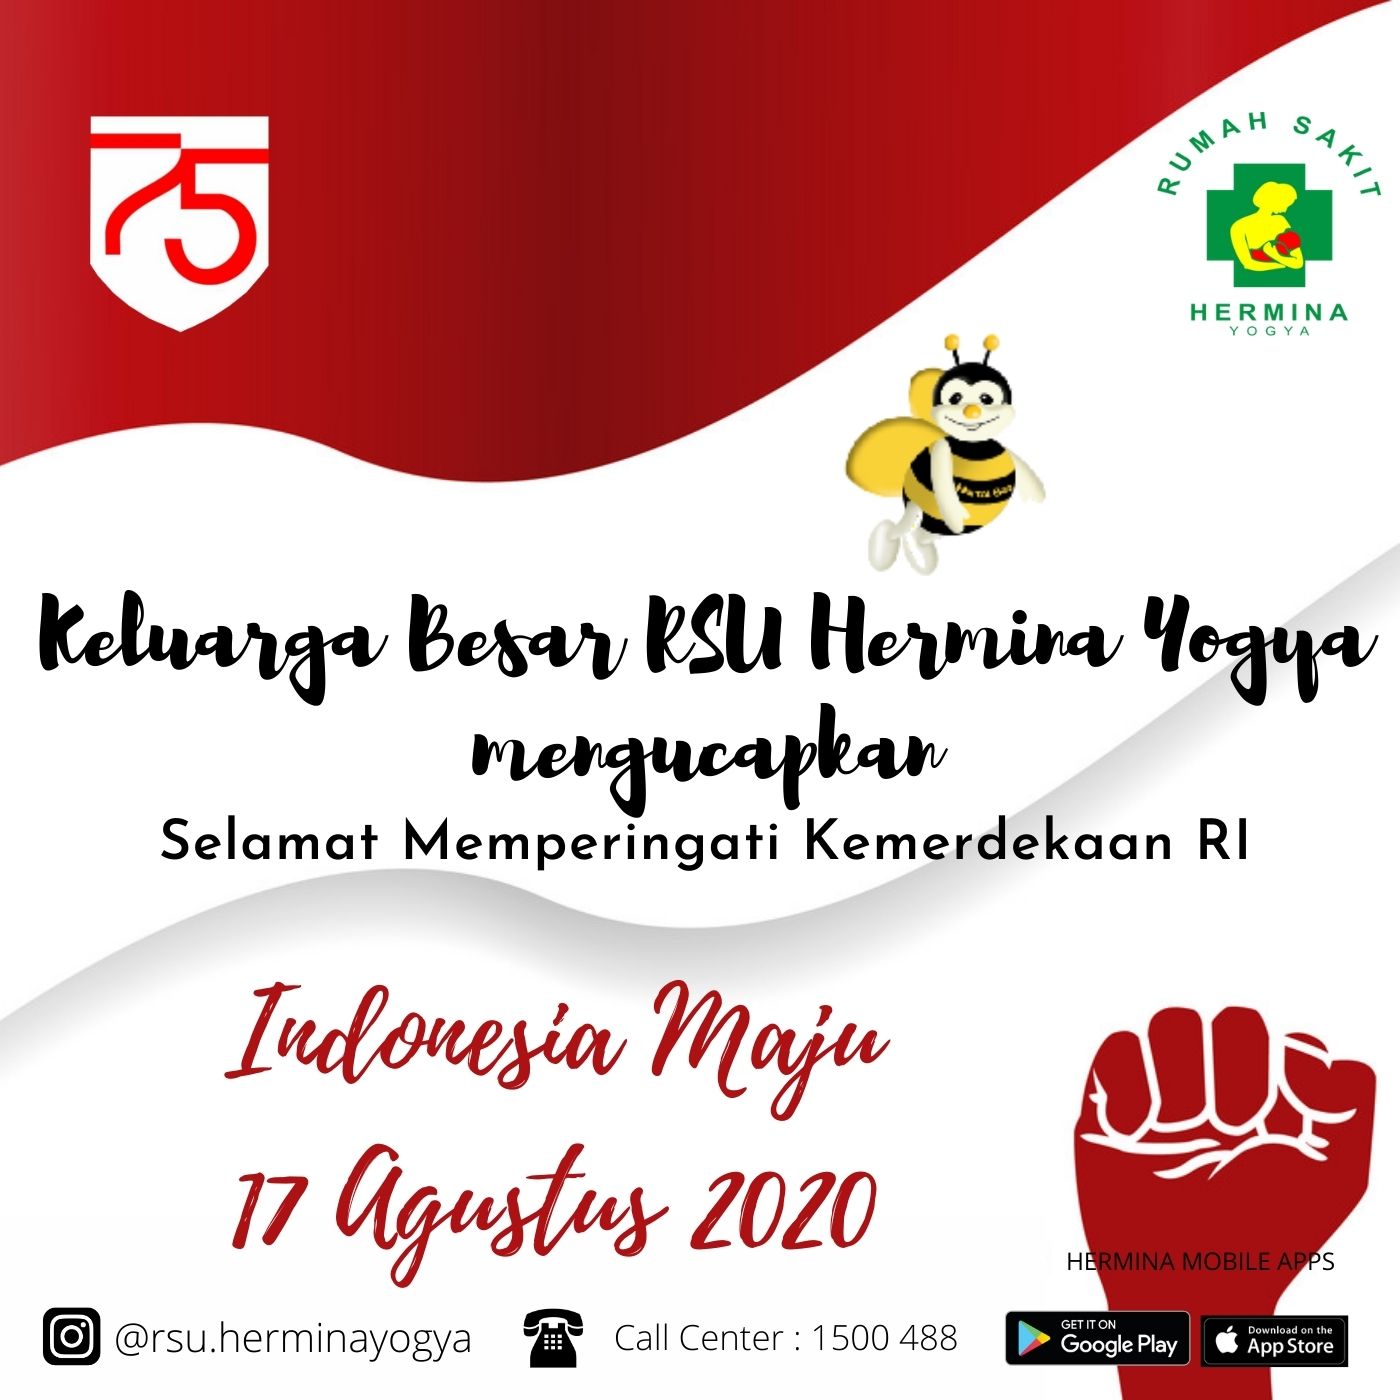 75
RUMAH SAKIT
HERMINA
YOGYA
Keluarga Besar RSU Hermina Yogya
mengucapkan
Selamat Memperingati Kemerdekaan RI
Indonesia Maju
17 Agustus 2020
HERMINA MOBILE APPS
@rsu.herminayogya
Call Center : 1500 488
GET IT ON
Google Play
Download on the
App Store